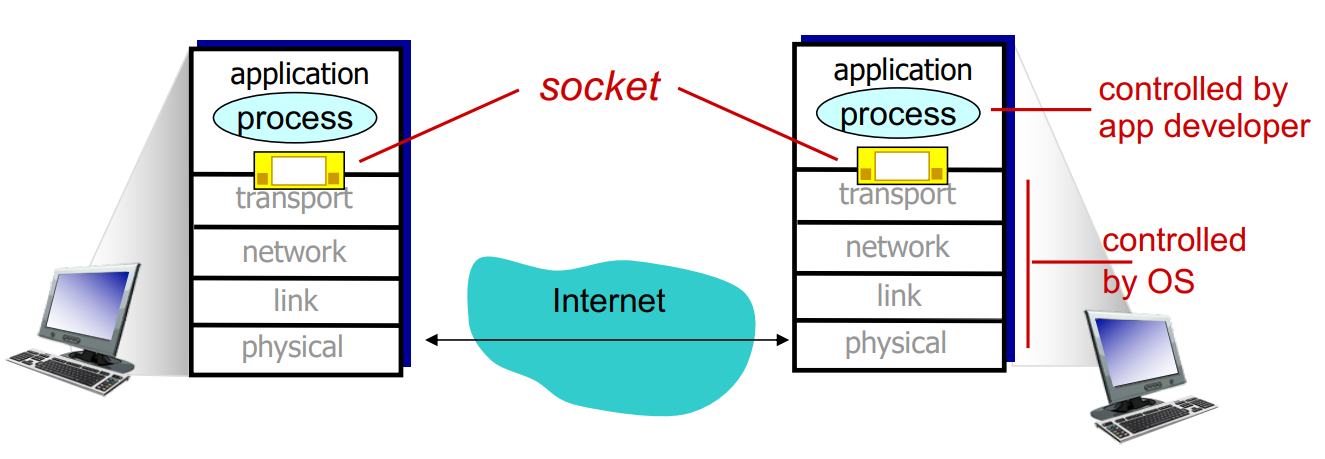 application
process
transport
network
link
physical
socket
Internet
application
process
transport
network
link
physical
controlled by
app developer
controlled
by OS